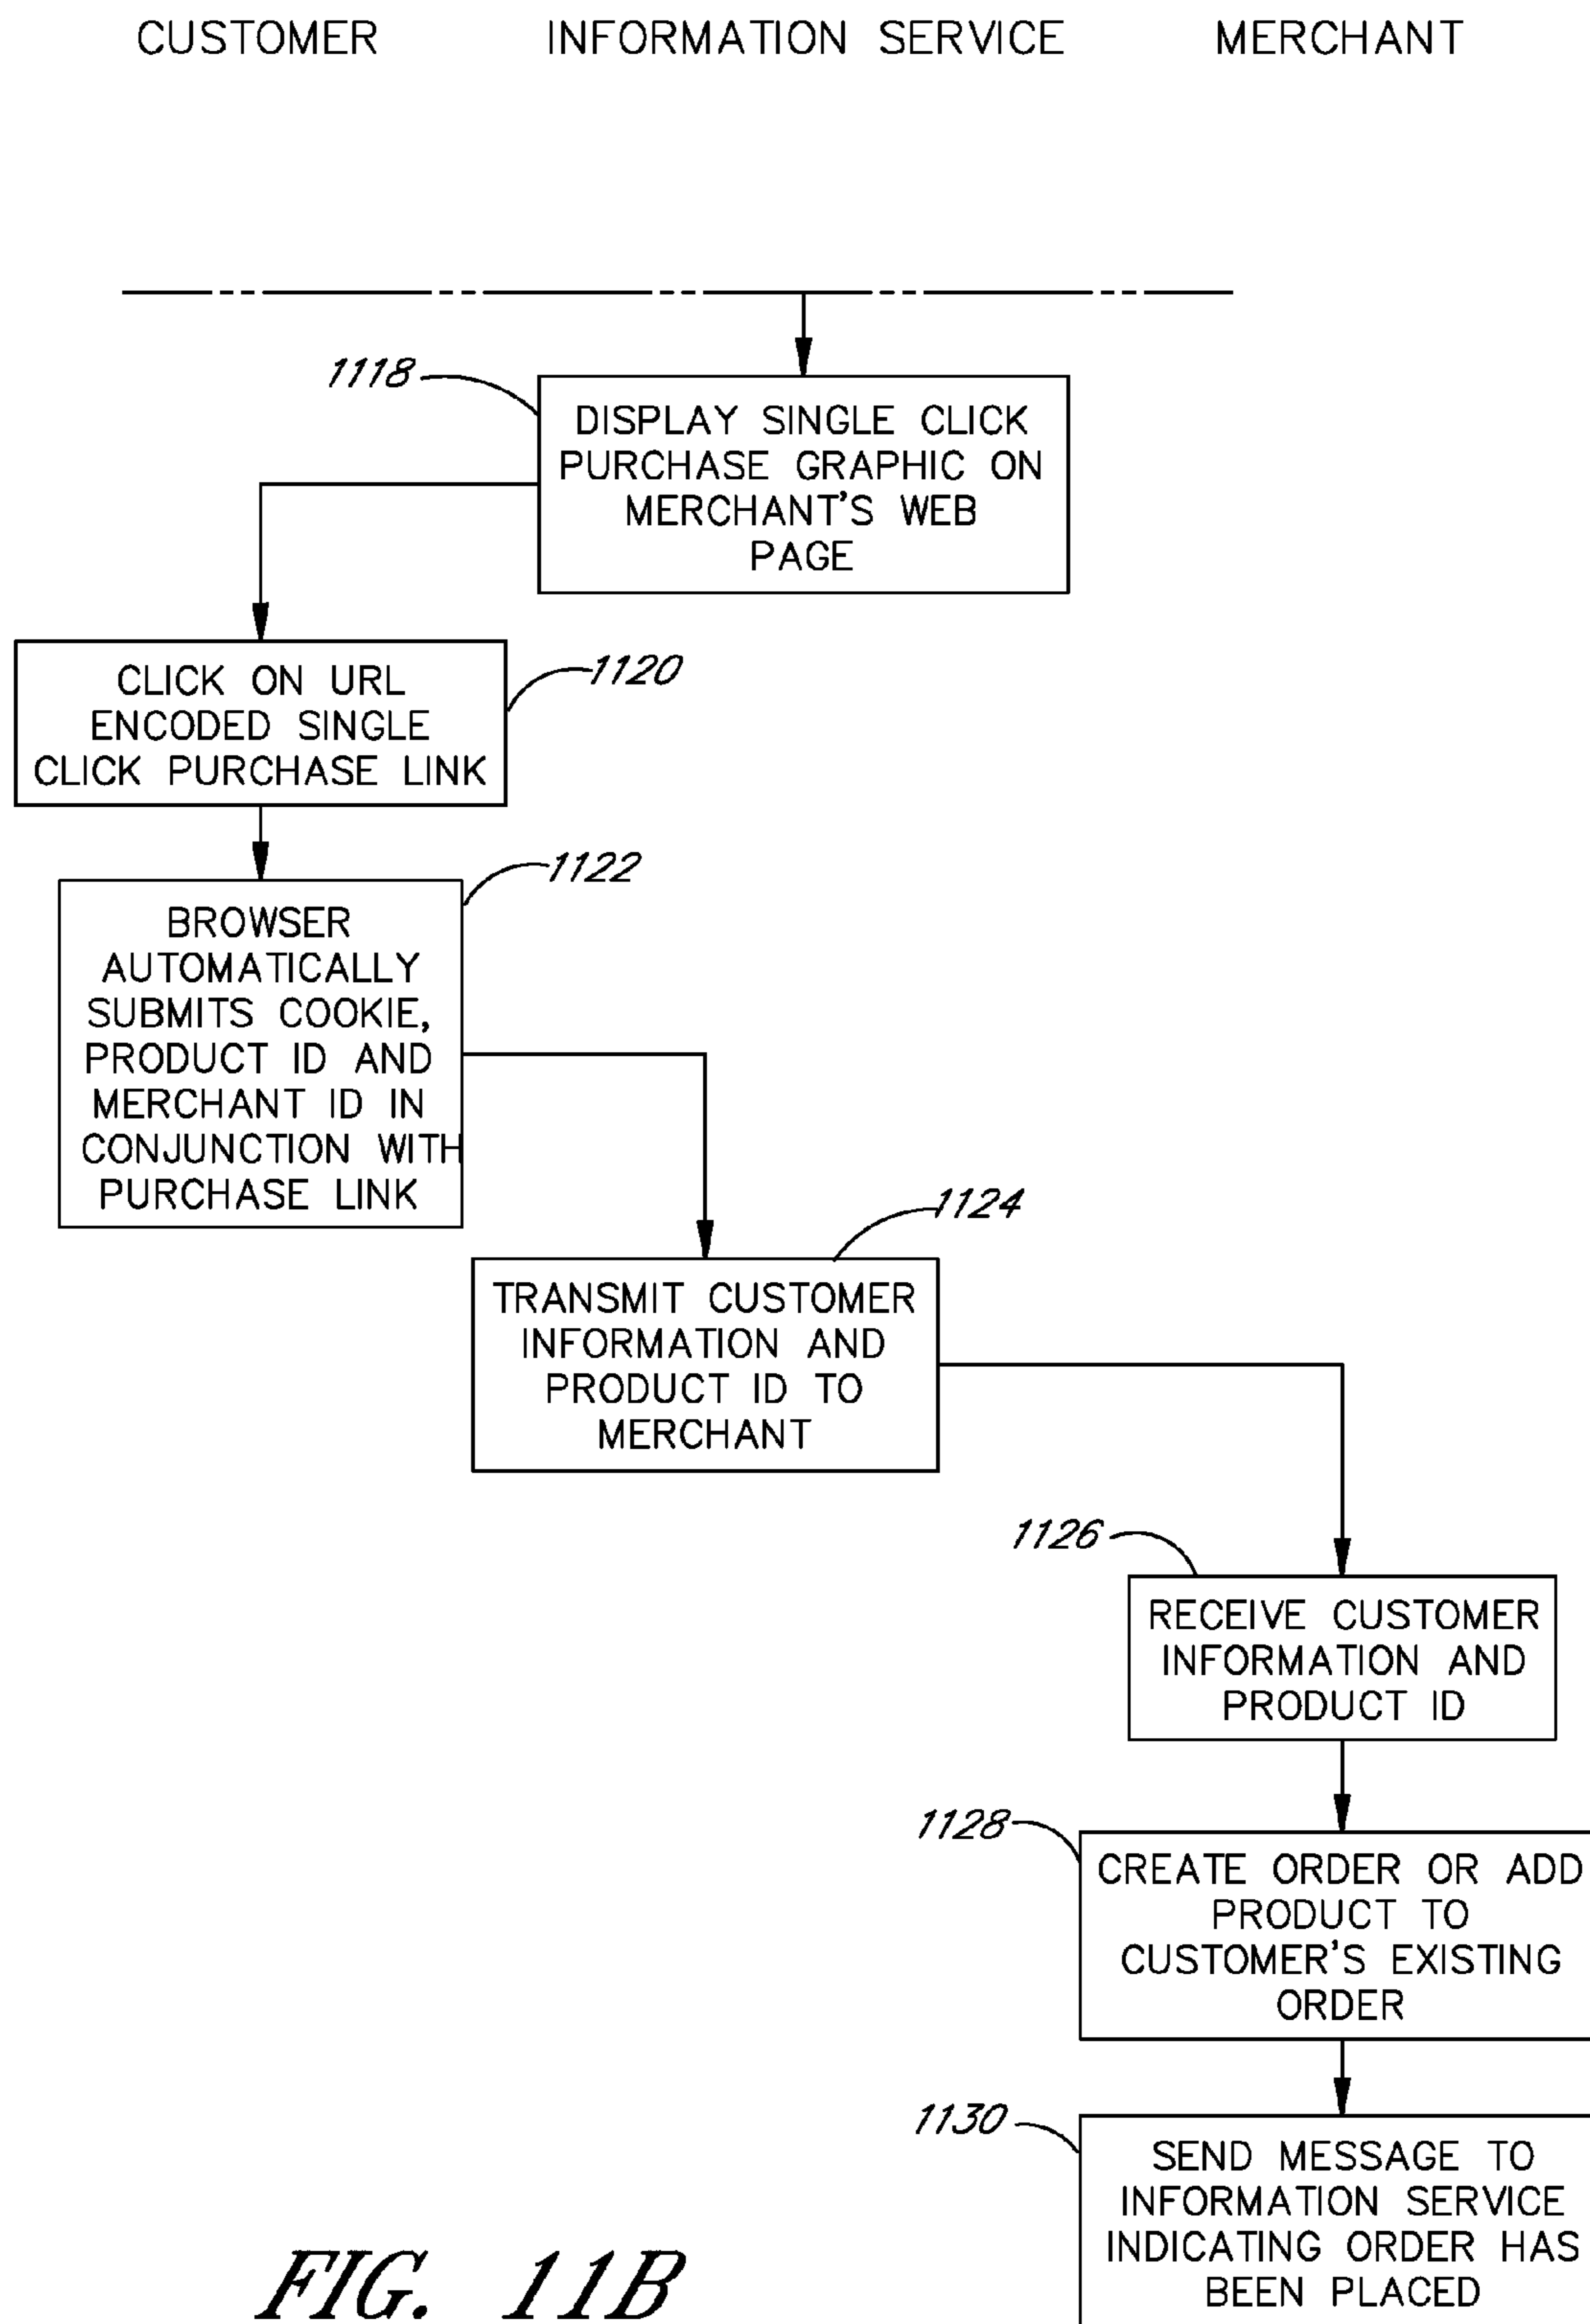 CUSTOMER INFORMATION SERVICE MERCHANT
1118
DISPLAY SINGLE CLICK
PURCHASE GRAPHIC ON
MERCHANT'S WEB
PAGE
CLICK ON URL
ENCODED SINGLE
CLICK PURCHASE LINK
1120
1122
BROWSER
AUTOMATICALLY
SUBMITS COOKIE,
PRODUCT ID AND
MERCHANT ID IN
CONJUNCTION WITH
PURCHASE LINK
1124
TRANSMIT CUSTOMER
INFORMATION AND
PRODUCT ID TO
MERCHANT
1126
RECEIVE CUSTOMER
INFORMATION AND
PRODUCT ID
1128
CREATE ORDER OR ADD
PRODUCT TO
CUSTOMER'S EXISTING
ORDER
1130
SEND MESSAGE TO
INFORMATION SERVICE
INDICATING ORDER HAS
BEEN PLACED
FIG. 11B